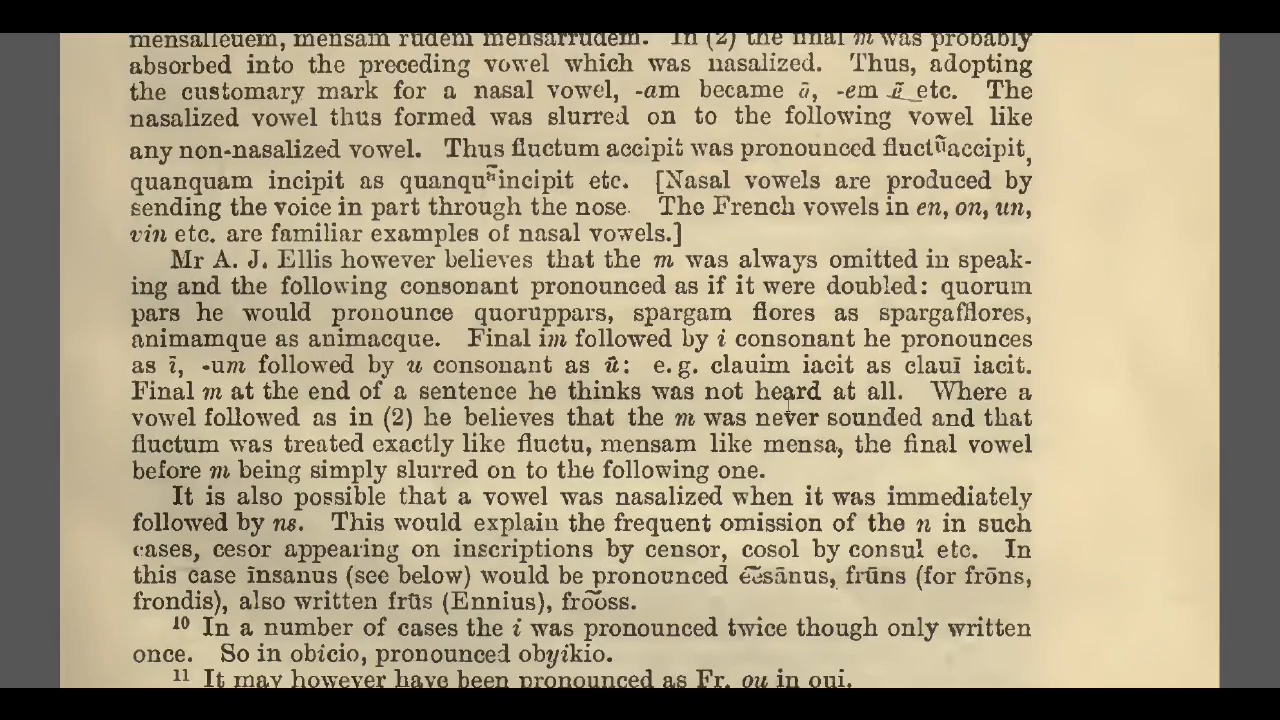 mensalleuem, mensam rudem mensarrudem. In (2) the final m was probably
absorbed into the preceding vowel which was nasalized. Thus, adopting
the customary mark for a nasal vowel, -am became ã, -em ẽ etc. The
nasalized vowel thus formed was slurred on to the following vowel like
any non-nasalized vowel. Thus fluctum accipit was pronounced fluctũaccipit,
quanquam incipit as quanquãincipit etc. [Nasal vowels are produced by
sending the voice in part through the nose. The French vowels in en, on, un,
vin etc. are familiar examples of nasal vowels.]
Mr A. J. Ellis however believes that the m was always omitted in speak-
ing and the following consonant pronounced as if it were doubled: quorum
pars he would pronounce quoruppars, spargam flores as spargafflores,
animamque as animacque. Final im followed by i consonant he pronounces
as ī, -um followed by u consonant as ū: e.g. clauim iacit as clauī iacit.
Final m at the end of a sentence he thinks was not heard at all. Where a
vowel followed as in (2) he believes that the m was never sounded and that
fluctum was treated exactly like fluctu, mensam like mensa, the final vowel
before m being simply slurred on to the following one.
It is also possible that a vowel was nasalized when it was immediately
followed by ns. This would explain the frequent omission of the n in such
cases, cesor appearing on inscriptions by censor, cosol by consul etc. In
this case īnsanus (see below) would be pronounced sānus, frūns (for frōns,
frondis), also written frūs (Ennius), frõõss.
10 In a number of cases the i was pronounced twice though only written
once. So in obicio, pronounced obyikio.
11 It may however have been pronounced as Fr. ou in oui.